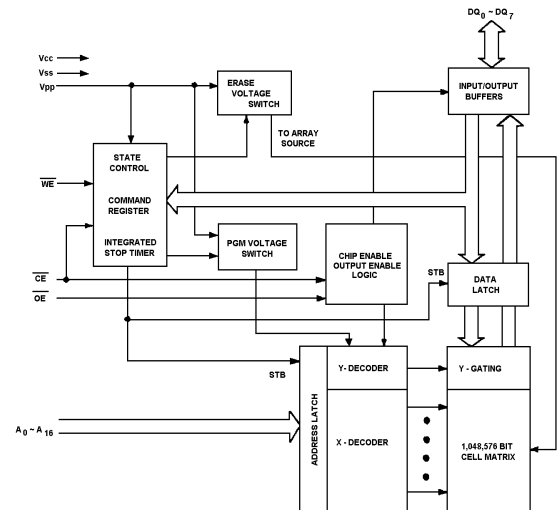 DQ0 ~ DQ7
Vcc
Vss
Vpp
ERASE
VOLTAGE
SWITCH
INPUT/OUTPUT
BUFFERS
TO ARRAY
SOURCE
STATE
CONTROL
COMMAND
REGISTER
INTEGRATED
STOP TIMER
WE
CE
OE
PGM VOLTAGE
SWITCH
CHIP ENABLE
OUTPUT ENABLE
LOGIC
STB
DATA
LATCH
STB
ADDRESS LATCH
Y- DECODER
Y - GATING
A0 ~ A16
X - DECODER
1,048,576 BIT
CELL MATRIX